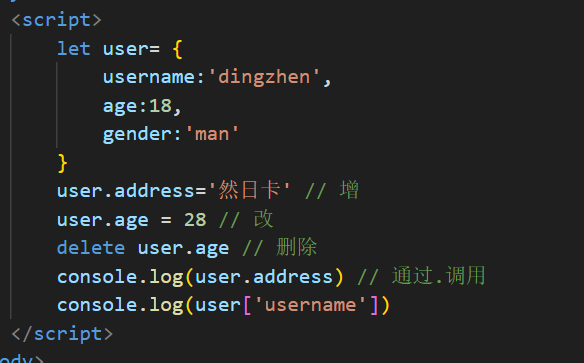 <script>
let user= {
username:'dingzhen',
age:18,
gender:'man'
}
user.address='然日卡' // 增
user.age = 28 // 改
delete user.age // 删除
console.log(user.address) // 通过.调用
console.log(user['username'])
</script>
ody>